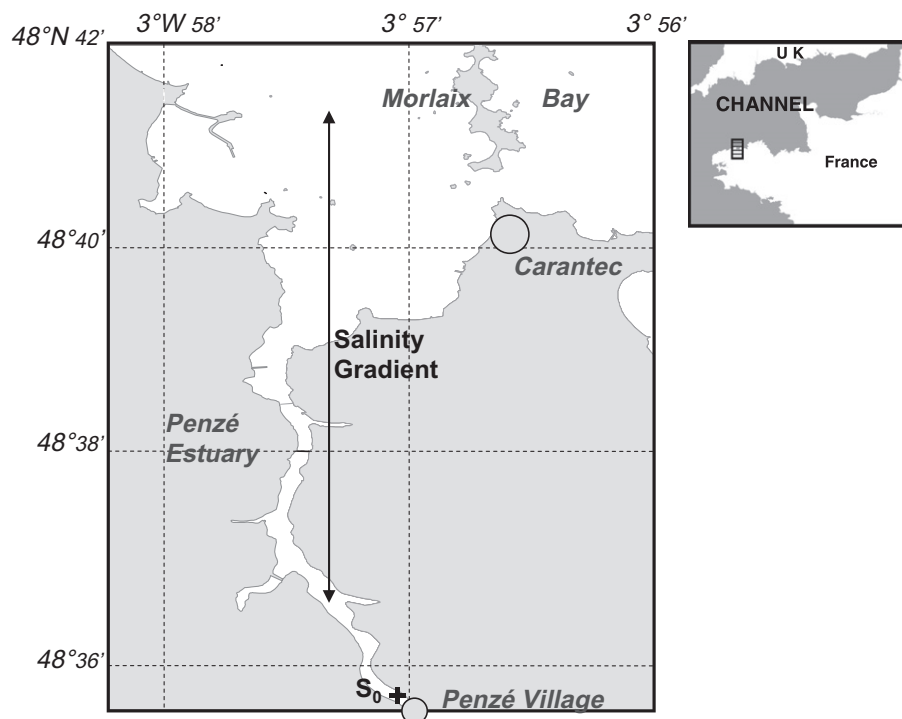 3°W 58’ 3° 57’ 3° 56’
48°N 42’
U K
Morlaix Bay
CHANNEL
France
48°40’
Carantec
Salinity
Gradient
Penzé
Estuary
48°38’
48°36’
S0
Penzé Village